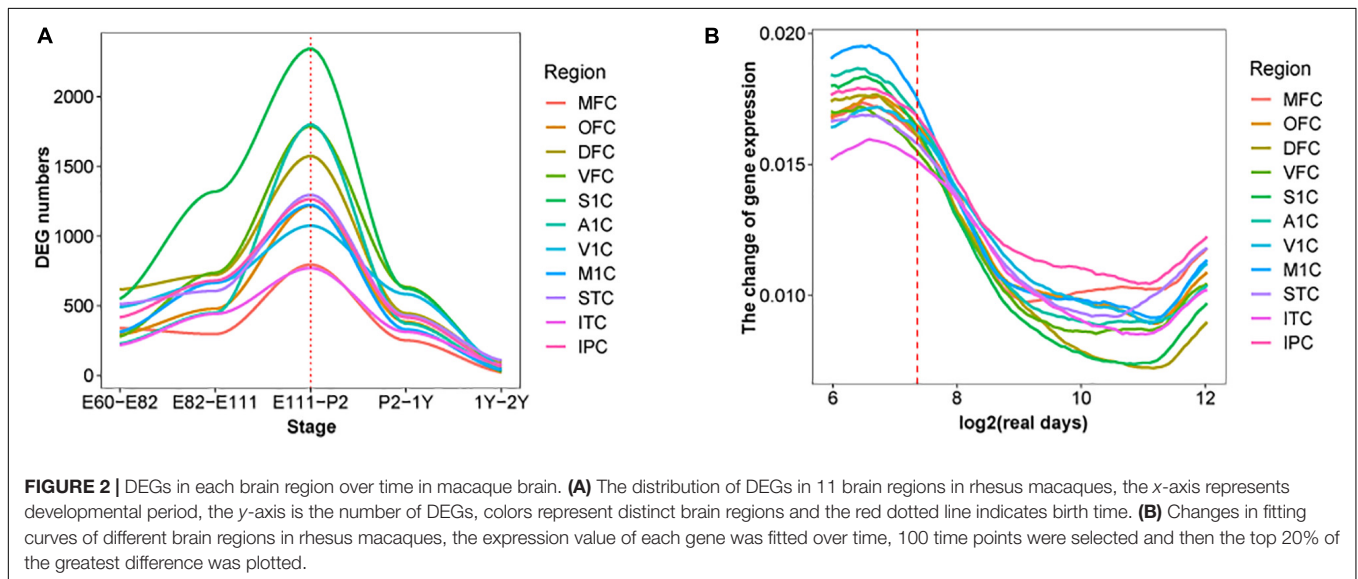 A
DEG numbers
2000
1500
1000
500
0
E60-E82 E82-E111 E111-P2 P2-1Y 1Y-2Y
Stage
Region
MFC
OFC
DFC
VFC
S1C
A1C
V1C
M1C
STC
ITC
IPC
B
The change of gene expression
0.020
0.015
0.010
6 8 10 12
log2(real days)
Region
MFC
OFC
DFC
VFC
S1C
A1C
V1C
M1C
STC
ITC
IPC
FIGURE 2 | DEGs in each brain region over time in macaque brain. (A) The distribution of DEGs in 11 brain regions in rhesus macaques, the x-axis represents
developmental period, the y-axis is the number of DEGs, colors represent distinct brain regions and the red dotted line indicates birth time. (B) Changes in fitting
curves of different brain regions in rhesus macaques, the expression value of each gene was fitted over time, 100 time points were selected and then the top 20% of
the greatest difference was plotted.